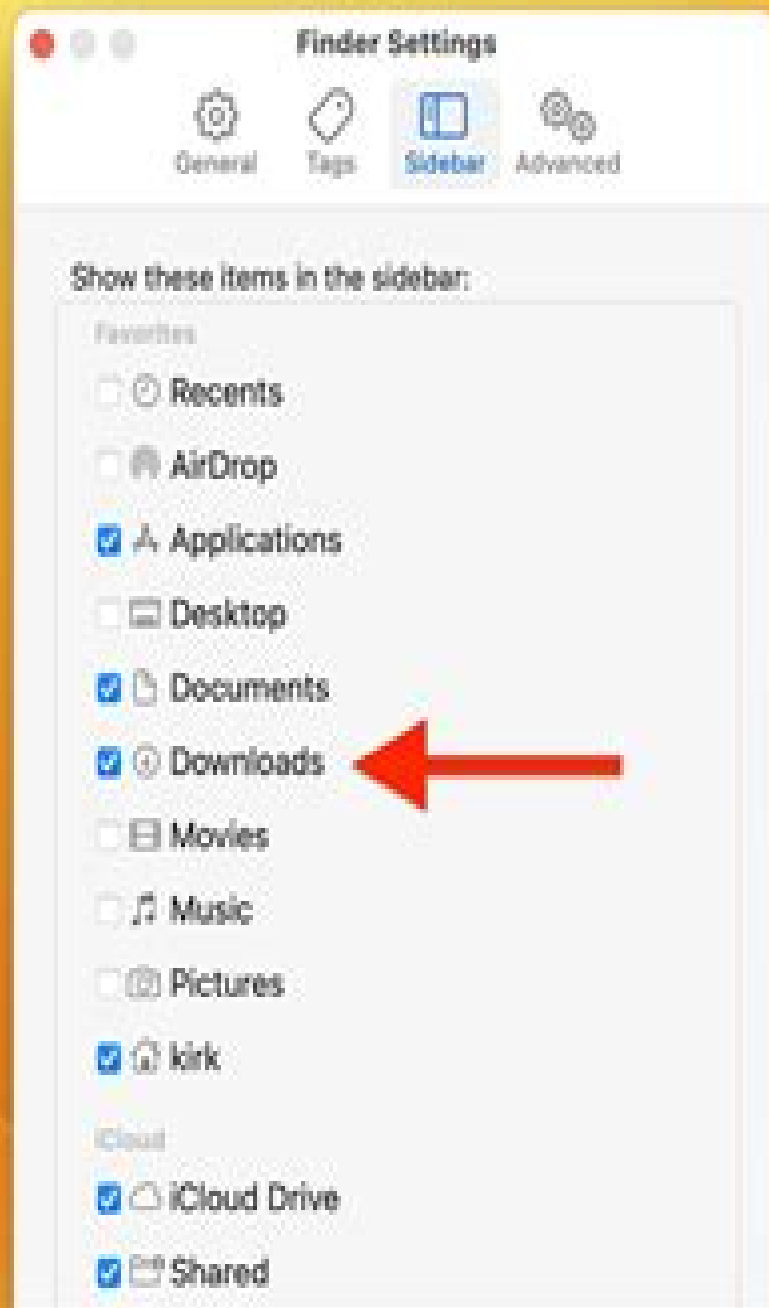 Finder Settings
General Tags Sidebar Advanced
Show these items in the sidebar:
Favorites
Recents
AirDrop
Applications
Desktop
Documents
Downloads
Movies
Music
Pictures
kirk
iCloud
iCloud Drive
Shared